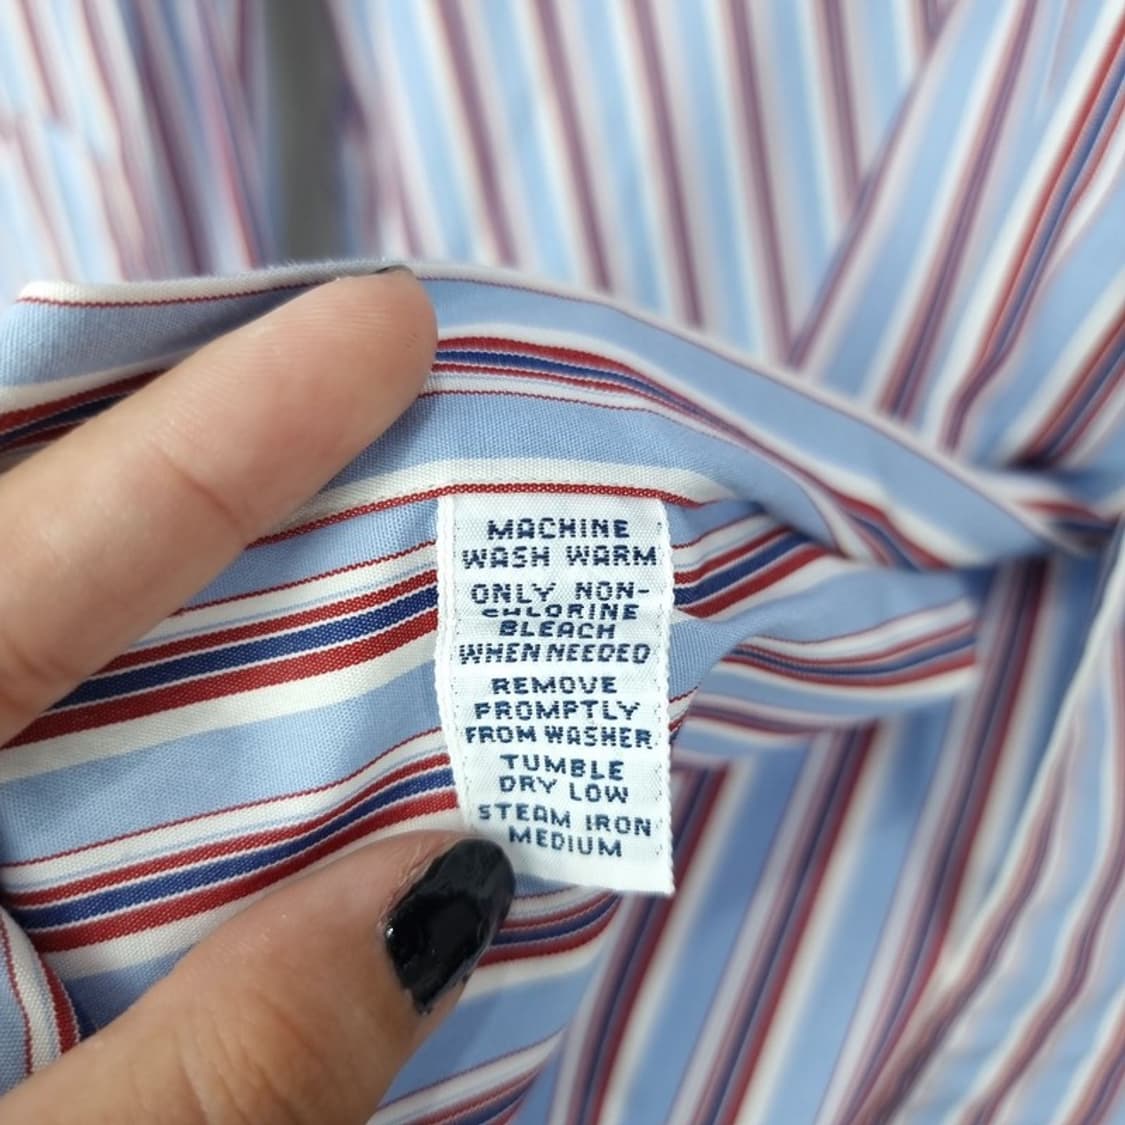 MACHINE
WASH WARM
ONLY NON-
CHLORINE
BLEACH
WHEN NEEDED
REMOVE
PROMPTLY
FROM WASHER
TUMBLE
DRY LOW
STEAM IRON
MEDIUM